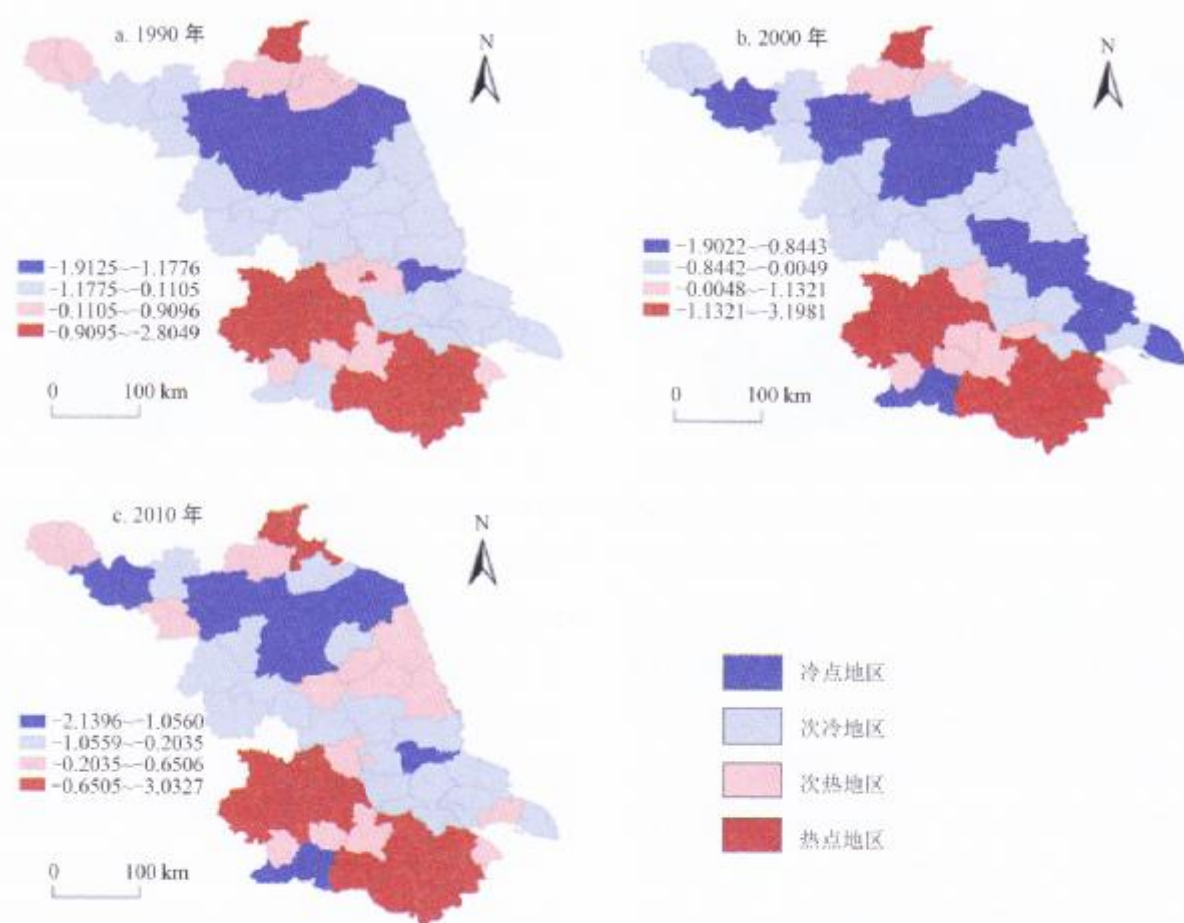 a. 1990 年
N
-1.9125~-1.1776
-1.1775~-0.1105
-0.1105~-0.9096
-0.9095~-2.8049
0 100 km
b. 2000 年
N
-1.9022~-0.8443
-0.8442~-0.0049
-0.0048~-1.1321
-1.1321~-3.1981
0 100 km
c. 2010 年
N
-2.1396~-1.0560
-1.0559~-0.2035
-0.2035~-0.6506
-0.6505~-3.0327
0 100 km
冷点地区
次冷地区
次热地区
热点地区